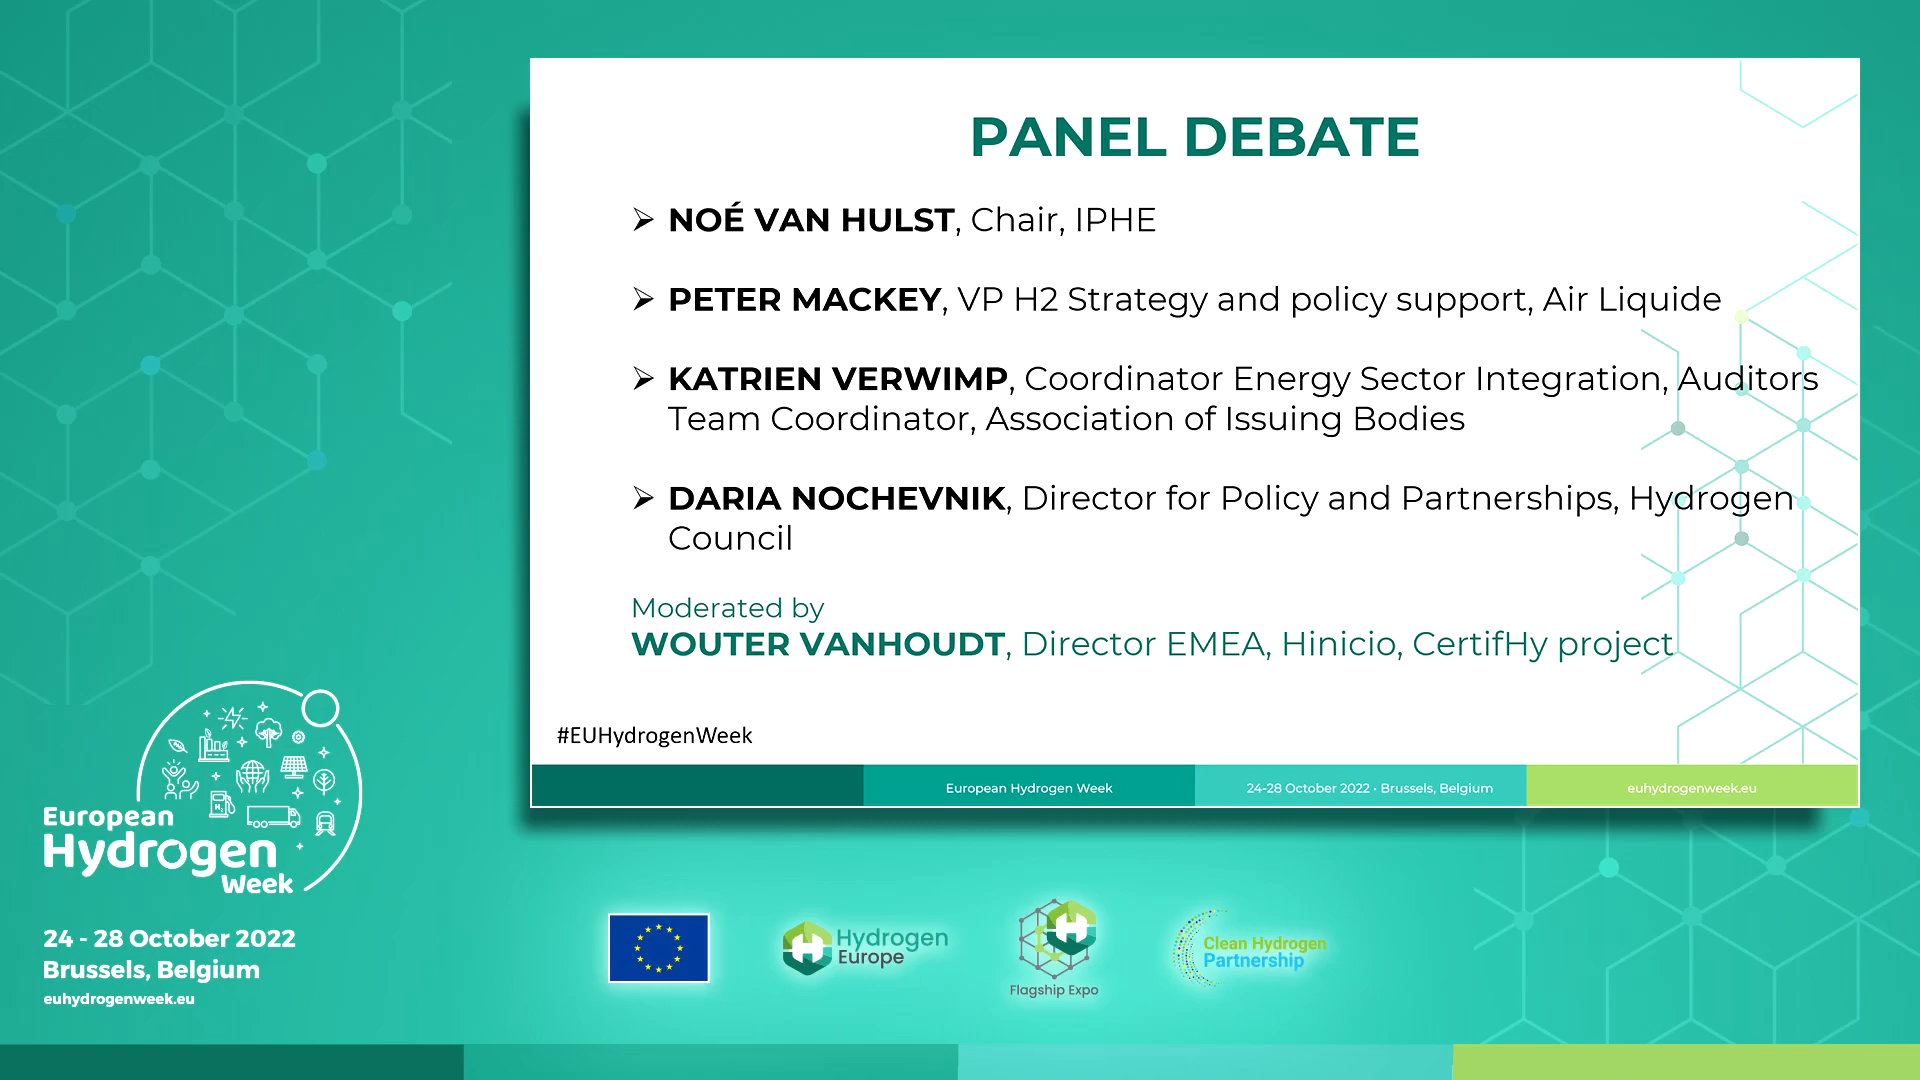 PANEL DEBATE
➢ NOÉ VAN HULST, Chair, IPHE
➢ PETER MACKEY, VP H2 Strategy and policy support, Air Liquide
➢ KATRIEN VERWIMP, Coordinator Energy Sector Integration, Auditors
Team Coordinator, Association of Issuing Bodies
➢ DARIA NOCHEVNIK, Director for Policy and Partnerships, Hydrogen
Council
Moderated by
WOUTER VANHOUDT, Director EMEA, Hinicio, CertifHy project
#EUHydrogenWeek
European Hydrogen Week
24-28 October 2022 · Brussels, Belgium
euhydrogenweek.eu
H₂
European
Hydrogen
Week
24 - 28 October 2022
Brussels, Belgium
euhydrogenweek.eu
Hydrogen
Europe
Flagship Expo
Clean Hydrogen
Partnership